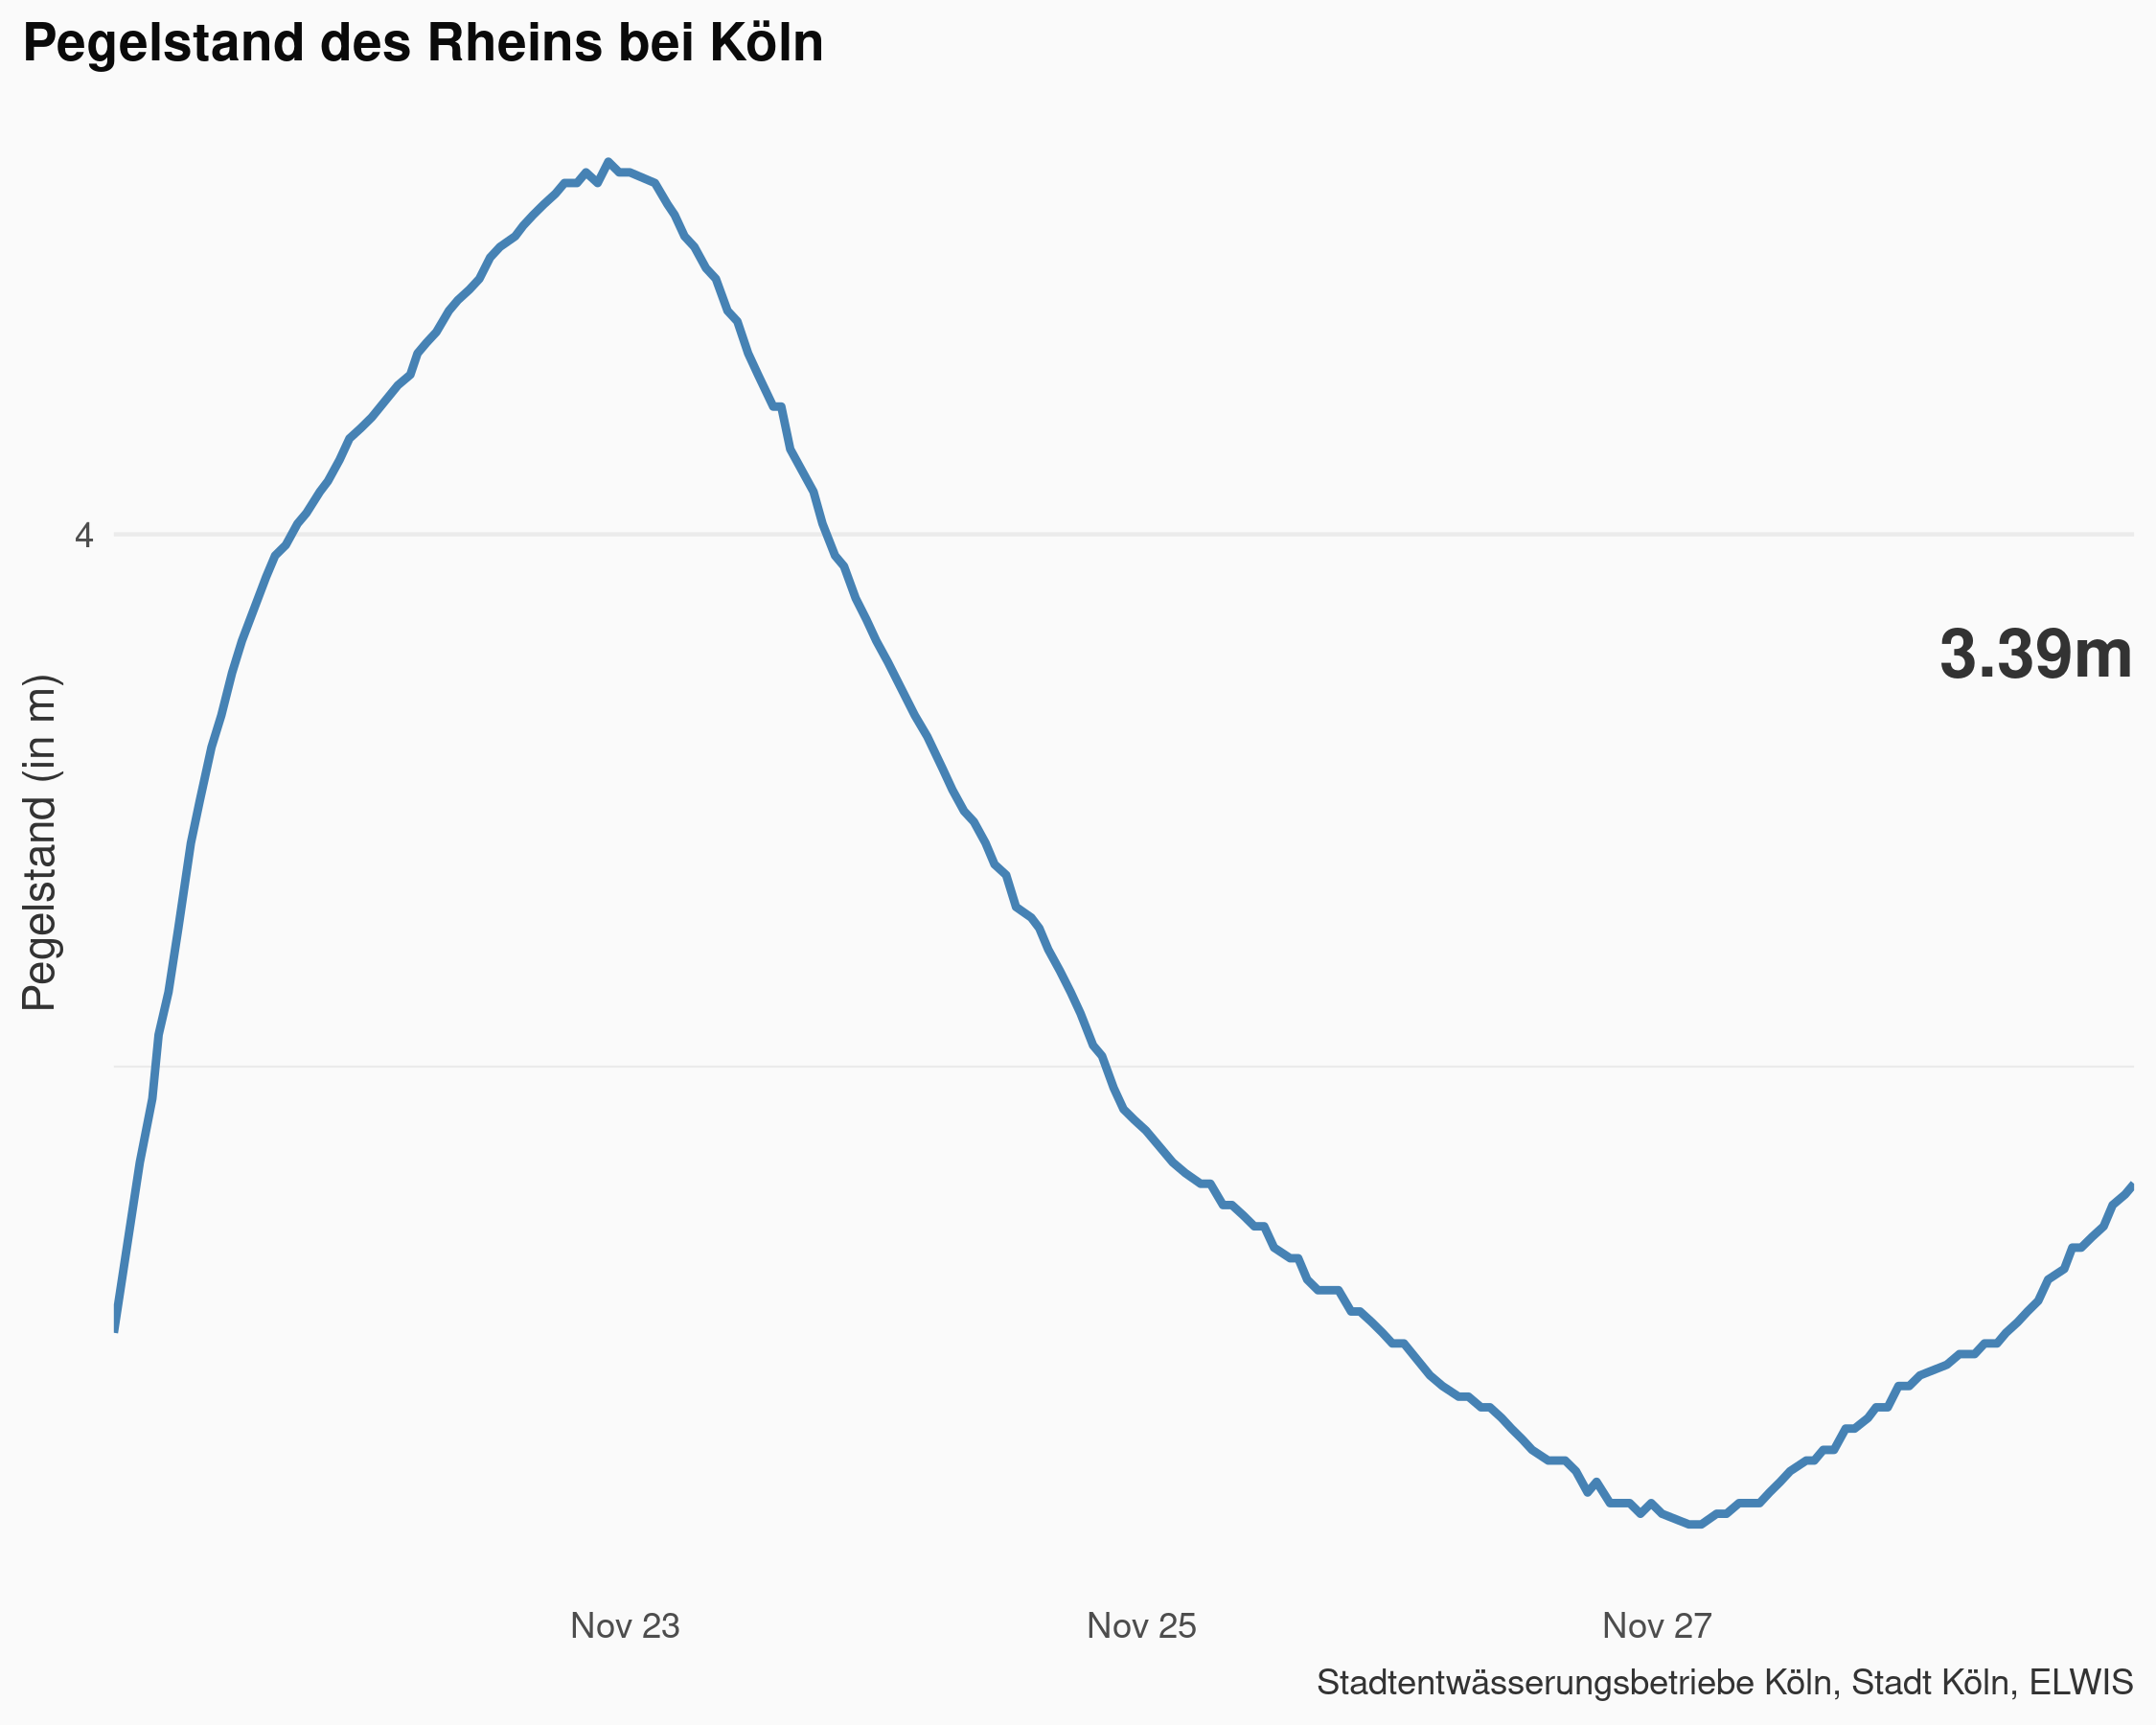 Pegelstand des Rheins bei Köln
Pegelstand (in m)
4
3.39m
Nov 23
Nov 25
Nov 27
Stadtentwässerungsbetriebe Köln, Stadt Köln, ELWIS